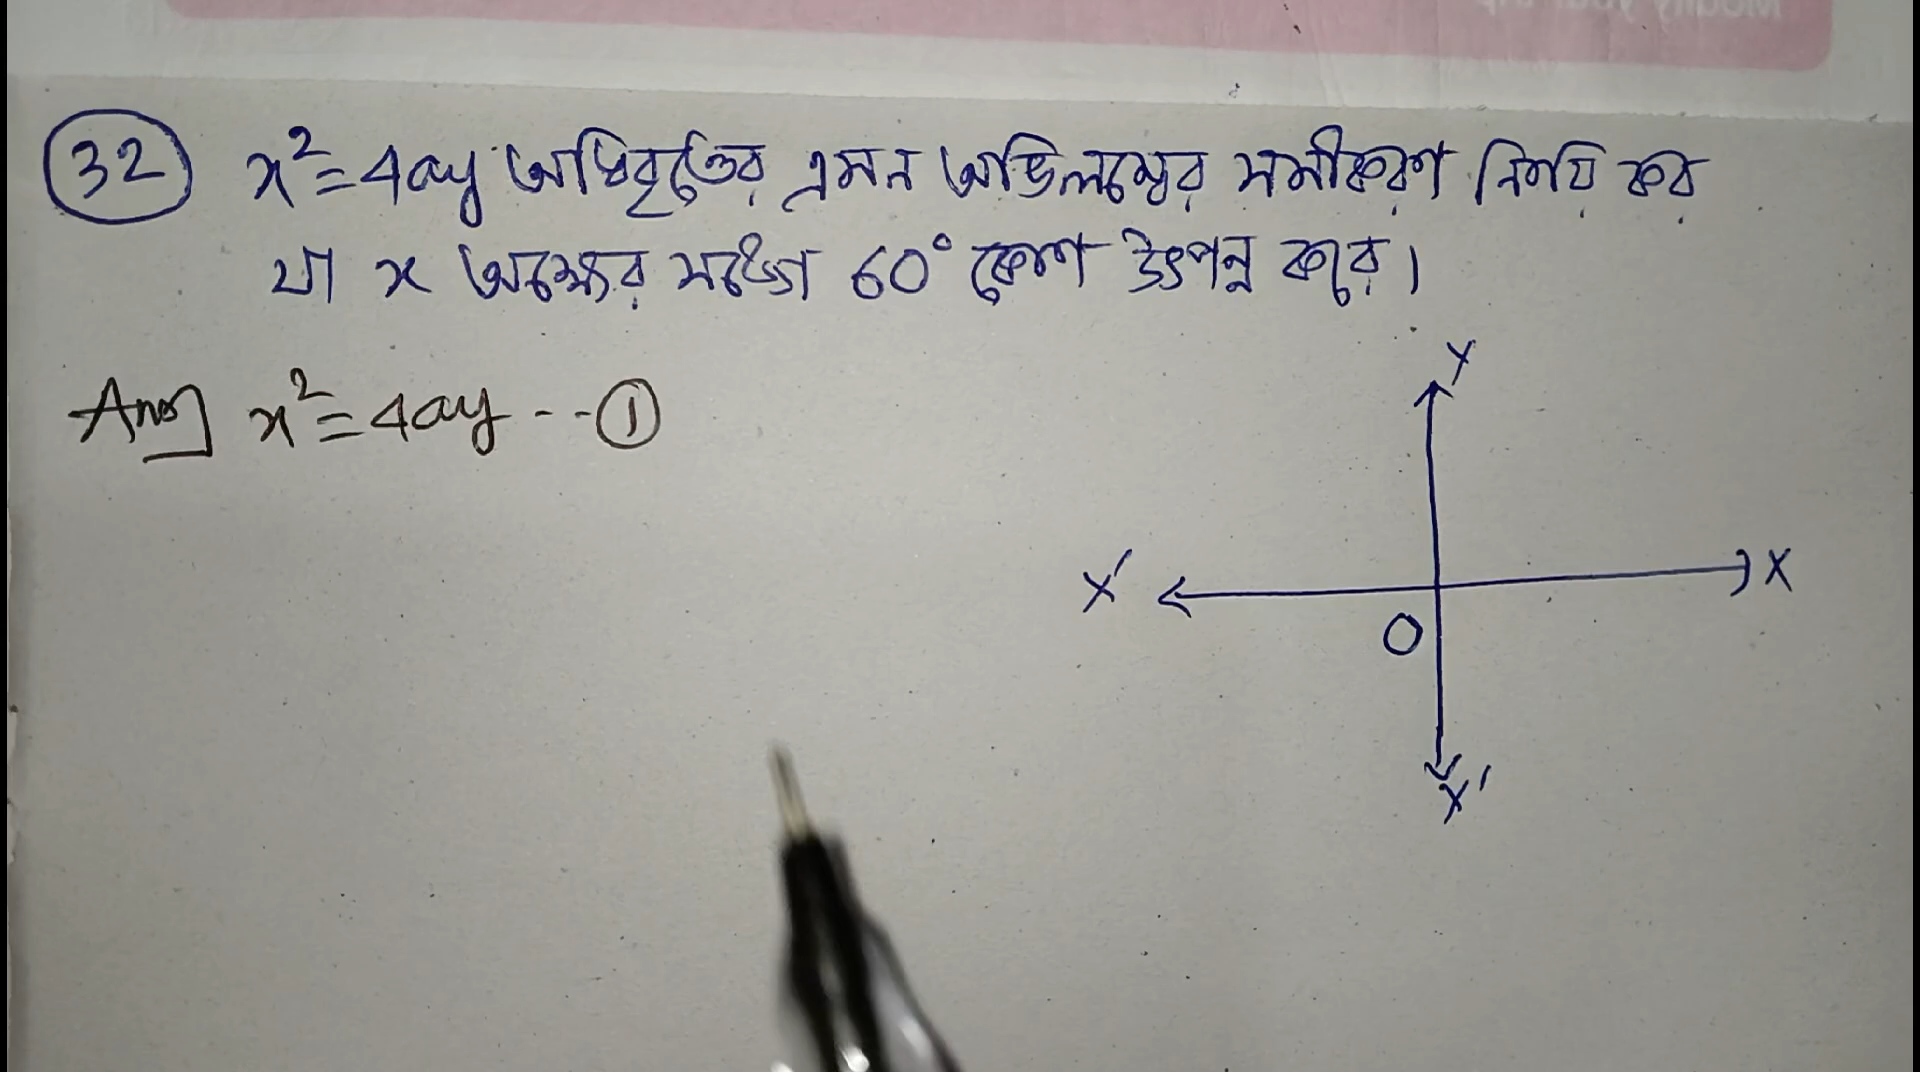 32 x² = 4ay অধিবৃত্তের এমন অভিলম্বের সমীকরণ নির্ণয় কর
যা x অক্ষের সঙ্গে 60° কোণ উৎপন্ন করে।
Ans] x² = 4ay --- ①
Y
X' X
O
X'